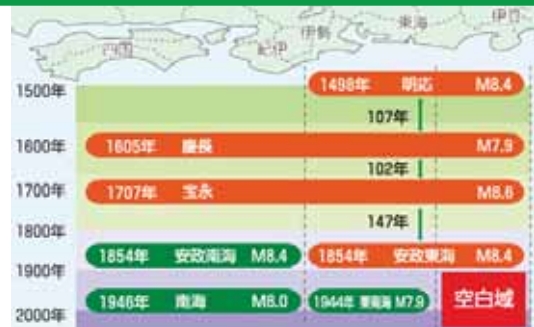 四国
紀伊
伊勢
東海
伊豆
1500年
1498年 明応 M8.4
107年
1600年
1605年 慶長 M7.9
102年
1700年
1707年 宝永 M8.6
147年
1800年
1854年 安政南海 M8.4
1854年 安政東海 M8.4
1900年
1946年 南海 M8.0
1944年 東南海 M7.9
空白域
2000年